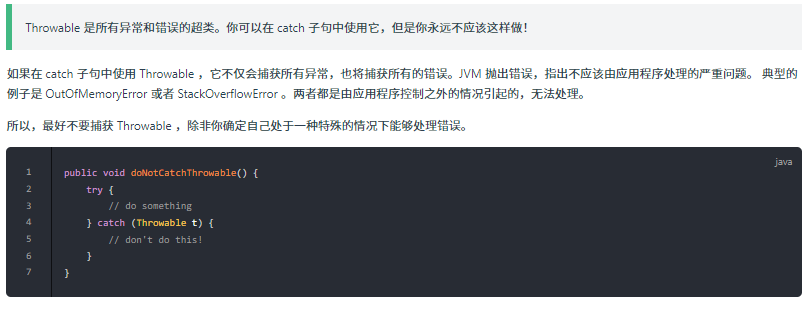 Throwable 是所有异常和错误的超类。你可以在 catch 子句中使用它，但是你永远不应该这样做！
如果在 catch 子句中使用 Throwable ，它不仅会捕获所有异常，也将捕获所有的错误。JVM 抛出错误，指出不应该由应用程序处理的严重问题。 典型的
例子是 OutOfMemoryError 或者 StackOverflowError 。两者都是由应用程序控制之外的情况引起的，无法处理。
所以，最好不要捕获 Throwable ，除非你确定自己处于一种特殊的情况下能够处理错误。
java
1 public void doNotCatchThrowable() {
2     try {
3         // do something
4     } catch (Throwable t) {
5         // don't do this!
6     }
7 }